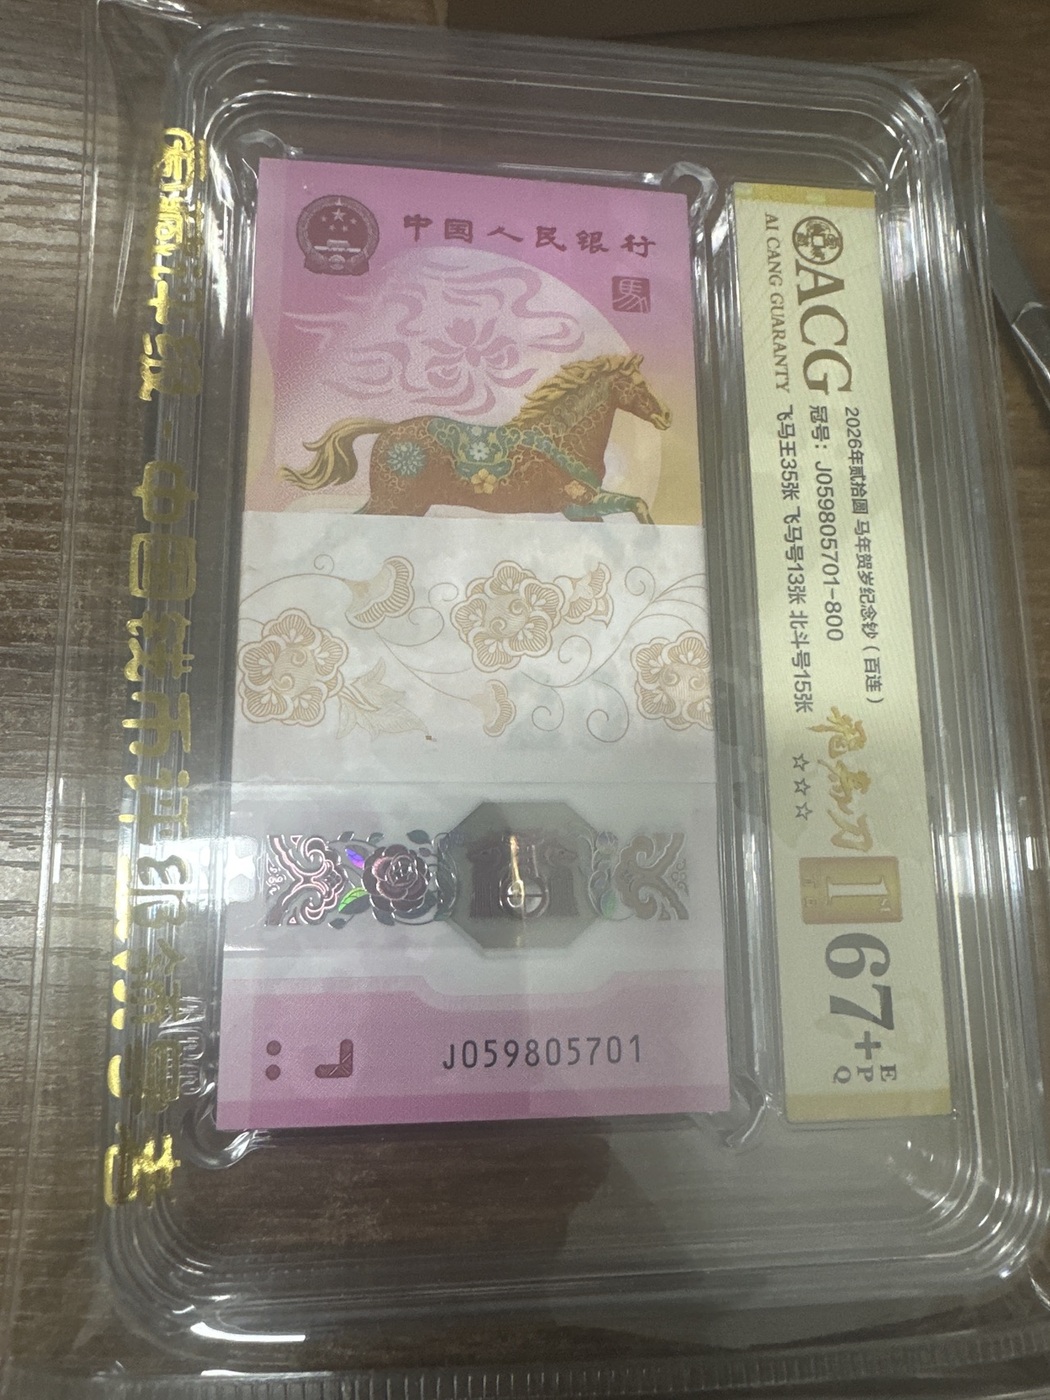 中国人民银行
馬
J059805701
ACG
AI CANG GUARANTY
2026年贰拾圆 马年贺岁纪念钞（百连）
冠号：J059805701-800
飞马王35张 飞马号13张 北斗号15张
☆☆☆
T
67+
EPQ